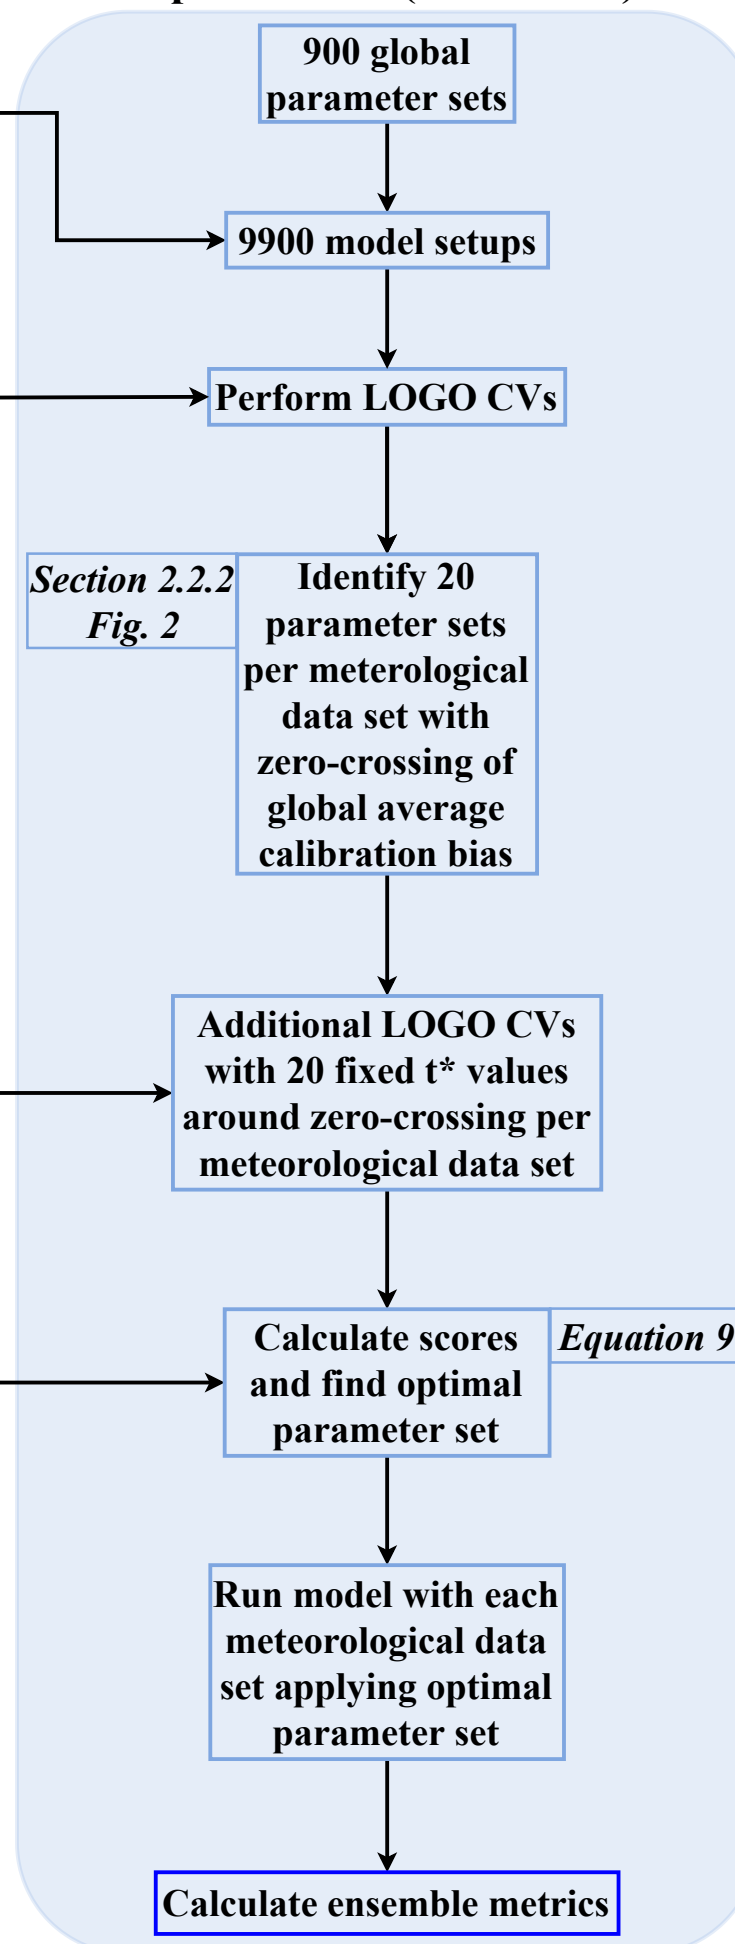 900 global
parameter sets
9900 model setups
Perform LOGO CVs
Section 2.2.2
Fig. 2
Identify 20
parameter sets
per meterological
data set with
zero-crossing of
global average
calibration bias
Additional LOGO CVs
with 20 fixed t* values
around zero-crossing per
meteorological data set
Calculate scores
and find optimal
parameter set
Equation 9
Run model with each
meteorological data
set applying optimal
parameter set
Calculate ensemble metrics